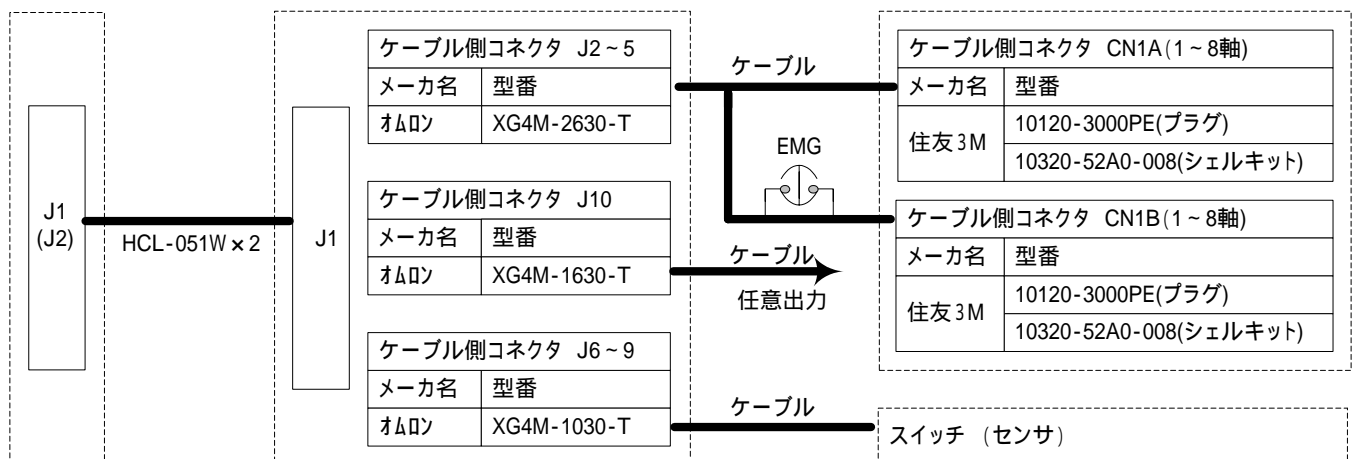 J1
(J2)
HCL-051W×2
J1
ケーブル側コネクタ J2~5
メーカ名 型番
オムロン XG4M-2630-T
ケーブル側コネクタ J10
メーカ名 型番
オムロン XG4M-1630-T
ケーブル側コネクタ J6~9
メーカ名 型番
オムロン XG4M-1030-T
ケーブル
EMG
ケーブル
任意出力
ケーブル
ケーブル側コネクタ CN1A(1~8軸)
メーカ名 型番
住友3M
10120-3000PE(プラグ)
10320-52A0-008(シェルキット)
ケーブル側コネクタ CN1B(1~8軸)
メーカ名 型番
住友3M
10120-3000PE(プラグ)
10320-52A0-008(シェルキット)
スイッチ (センサ)